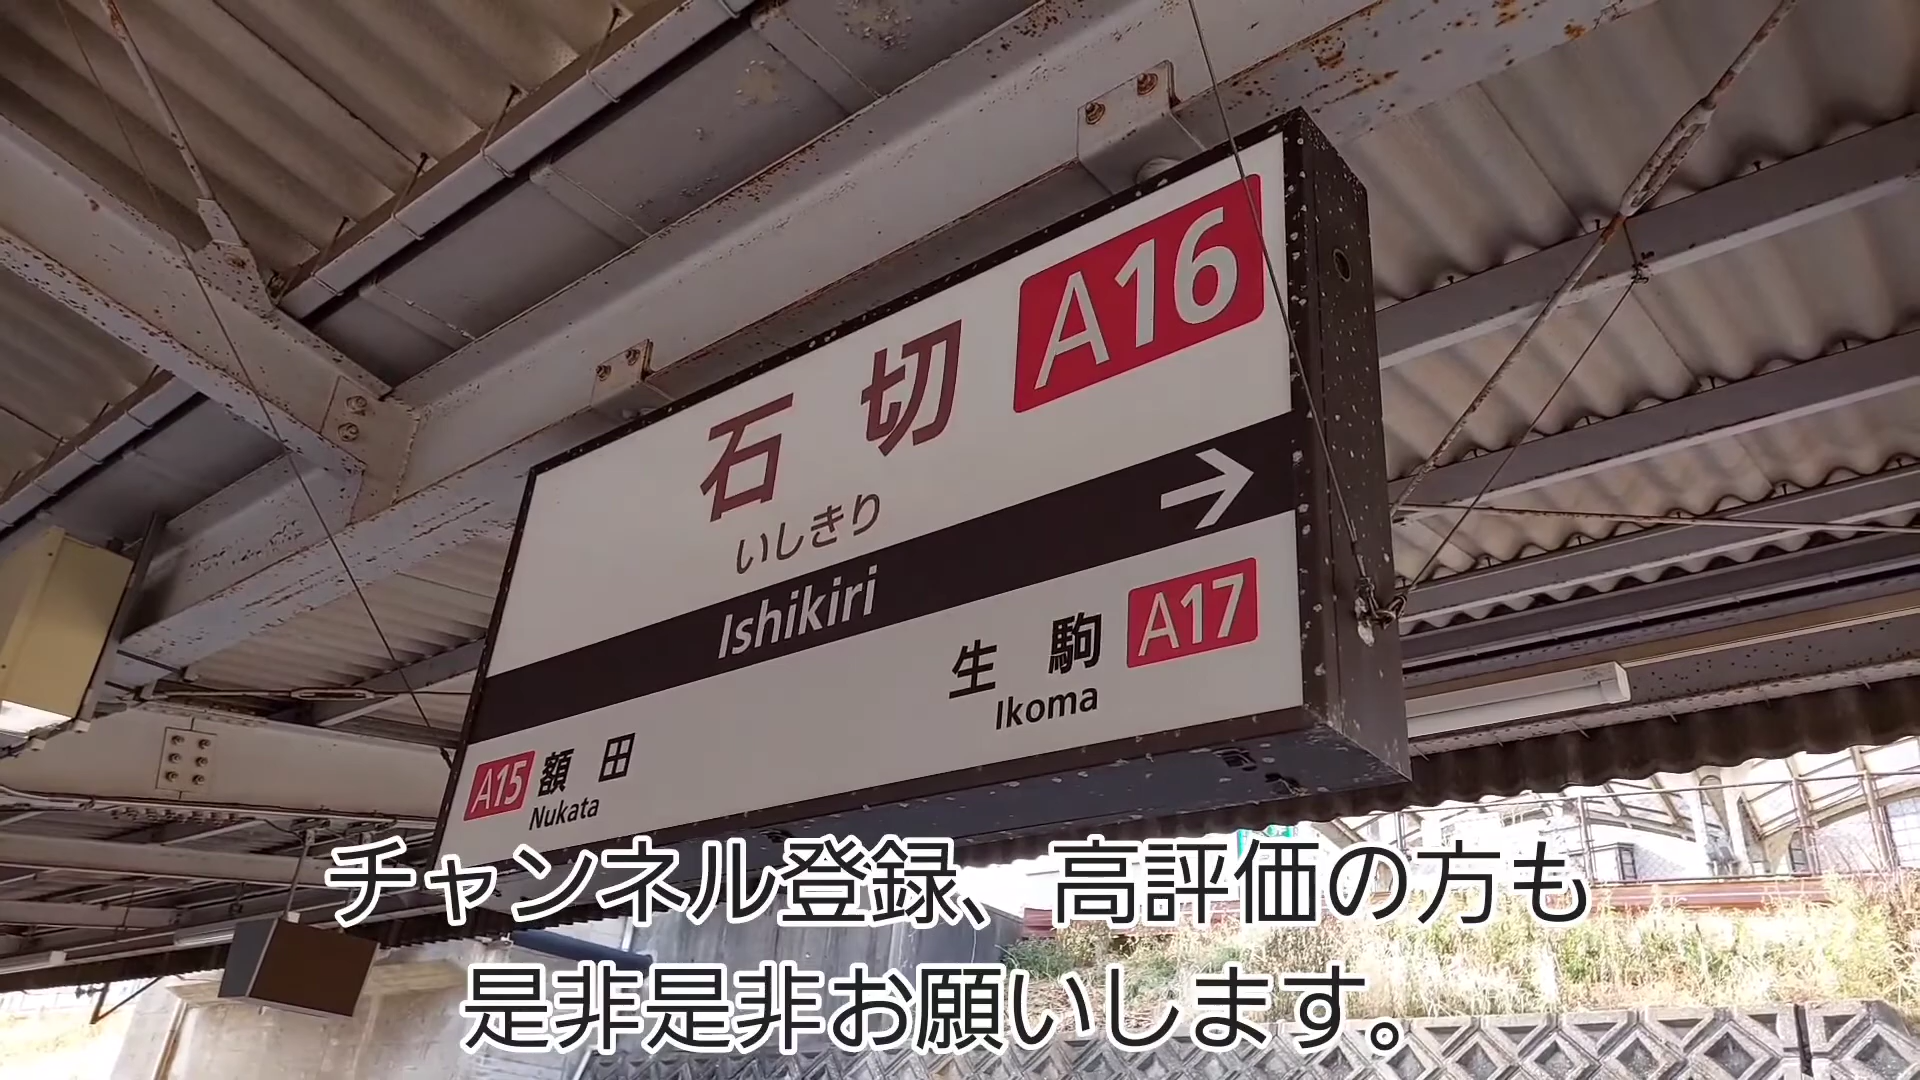 石切 A16
いしきり
Ishikiri →
生駒 A17
Ikoma
A15 額田
Nukata
チャンネル登録、高評価の方も
是非是非お願いします。